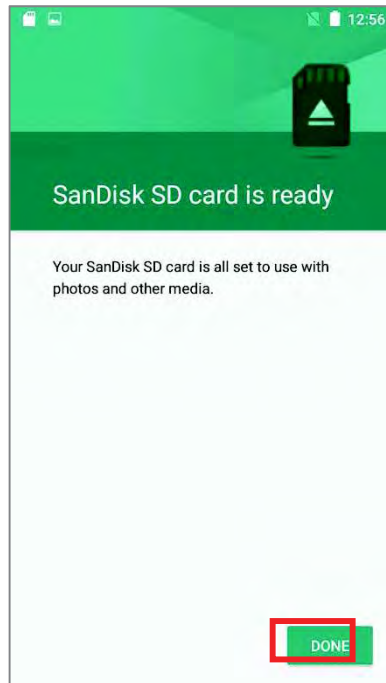 12:56
SanDisk SD card is ready
Your SanDisk SD card is all set to use with
photos and other media.
DONE